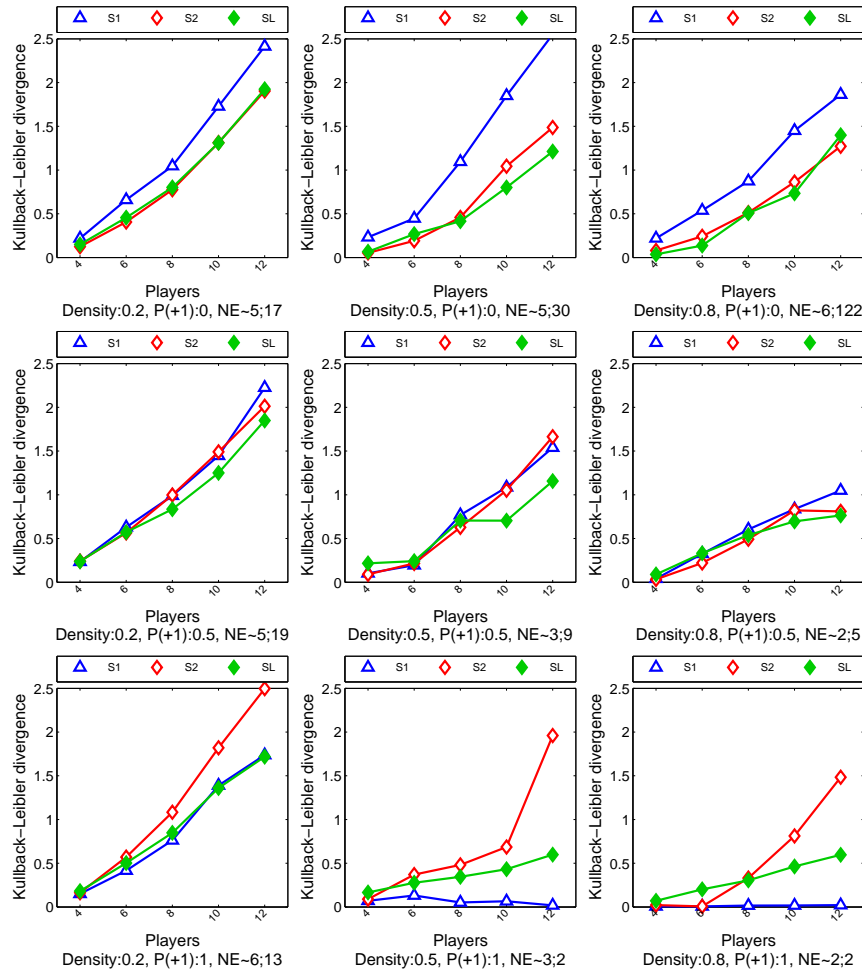 S1 S2 SL
S1 S2 SL
S1 S2 SL
Kullback−Leibler divergence
2.5
2
1.5
1
0.5
0
4 6 8 10 12
Players
Density:0.2, P(+1):0, NE~5;17
Kullback−Leibler divergence
2.5
2
1.5
1
0.5
0
4 6 8 10 12
Players
Density:0.5, P(+1):0, NE~5;30
Kullback−Leibler divergence
2.5
2
1.5
1
0.5
0
4 6 8 10 12
Players
Density:0.8, P(+1):0, NE~6;122
S1 S2 SL
S1 S2 SL
S1 S2 SL
Kullback−Leibler divergence
2.5
2
1.5
1
0.5
0
4 6 8 10 12
Players
Density:0.2, P(+1):0.5, NE~5;19
Kullback−Leibler divergence
2.5
2
1.5
1
0.5
0
4 6 8 10 12
Players
Density:0.5, P(+1):0.5, NE~3;9
Kullback−Leibler divergence
2.5
2
1.5
1
0.5
0
4 6 8 10 12
Players
Density:0.8, P(+1):0.5, NE~2;5
S1 S2 SL
S1 S2 SL
S1 S2 SL
Kullback−Leibler divergence
2.5
2
1.5
1
0.5
0
4 6 8 10 12
Players
Density:0.2, P(+1):1, NE~6;13
Kullback−Leibler divergence
2.5
2
1.5
1
0.5
0
4 6 8 10 12
Players
Density:0.5, P(+1):1, NE~3;2
Kullback−Leibler divergence
2.5
2
1.5
1
0.5
0
4 6 8 10 12
Players
Density:0.8, P(+1):1, NE~2;2